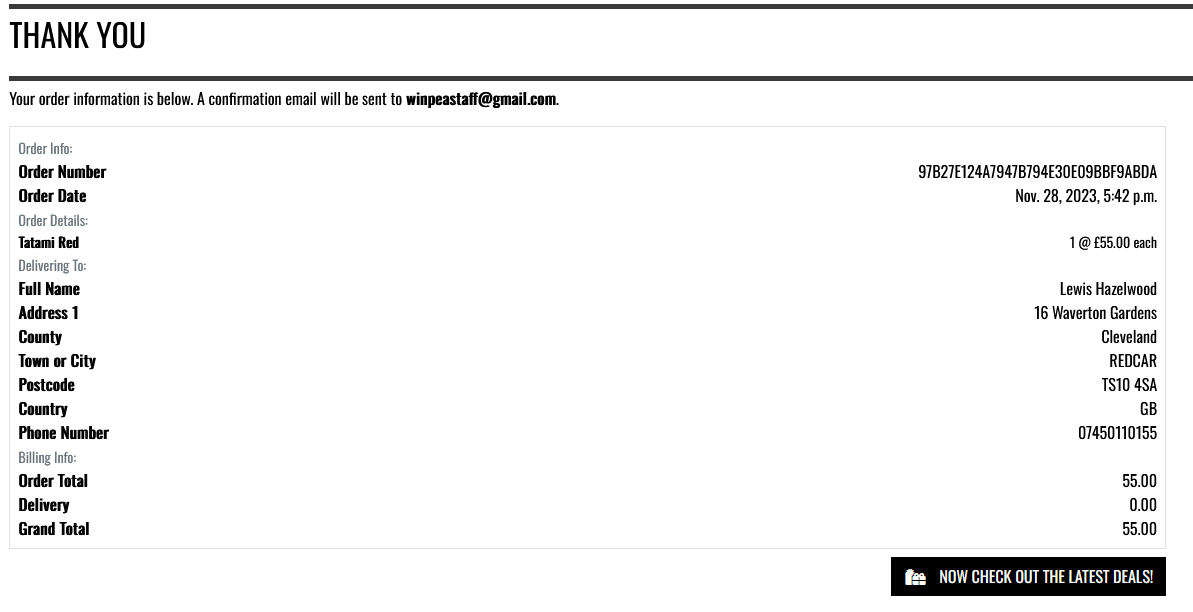 THANK YOU
Your order information is below. A confirmation email will be sent to winpeastaff@gmail.com.
Order Info:
Order Number 97B27E124A7947B794E30E09BBF9ABDA
Order Date Nov. 28, 2023, 5:42 p.m.
Order Details:
Tatami Red 1 @ £55.00 each
Delivering To:
Full Name Lewis Hazelwood
Address 1 16 Waverton Gardens
County Cleveland
Town or City REDCAR
Postcode TS10 4SA
Country GB
Phone Number 07450110155
Billing Info:
Order Total 55.00
Delivery 0.00
Grand Total 55.00
NOW CHECK OUT THE LATEST DEALS!